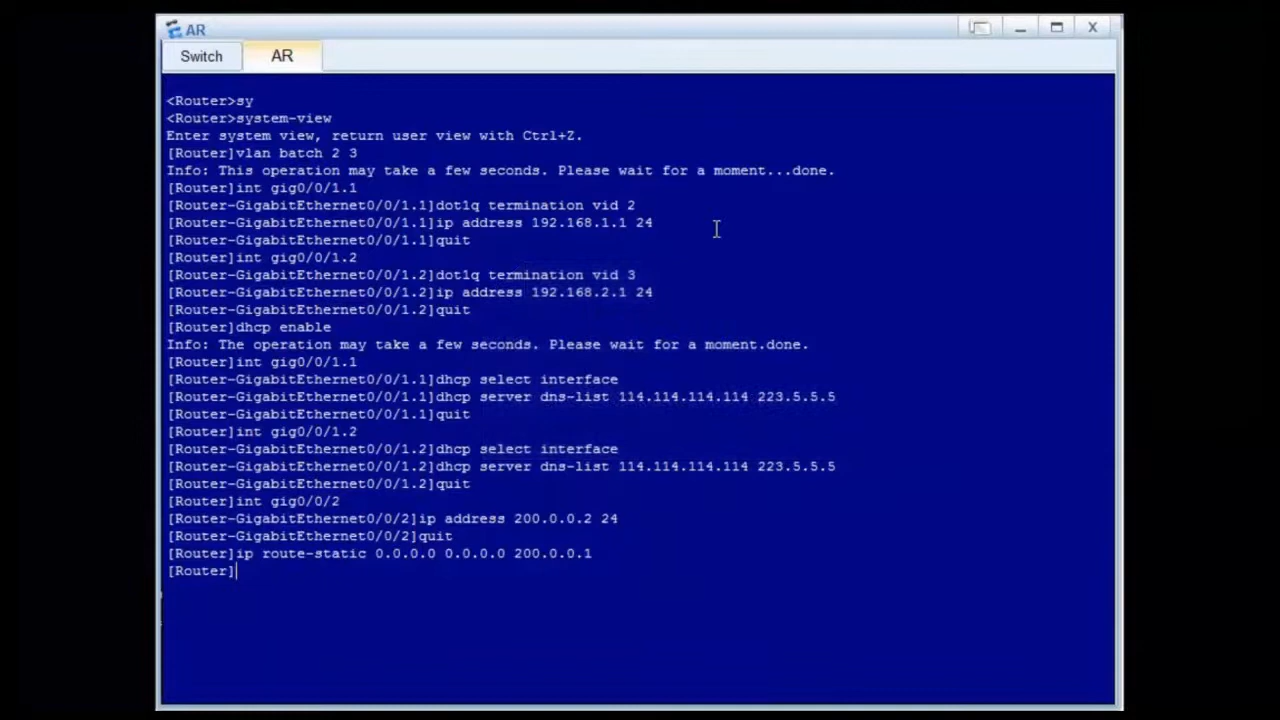 AR
Switch
AR
<Router>sy
<Router>system-view
Enter system view, return user view with Ctrl+Z.
[Router]vlan batch 2 3
Info: This operation may take a few seconds. Please wait for a moment...done.
[Router]int gig0/0/1.1
[Router-GigabitEthernet0/0/1.1]dot1q termination vid 2
[Router-GigabitEthernet0/0/1.1]ip address 192.168.1.1 24
[Router-GigabitEthernet0/0/1.1]quit
[Router]int gig0/0/1.2
[Router-GigabitEthernet0/0/1.2]dot1q termination vid 3
[Router-GigabitEthernet0/0/1.2]ip address 192.168.2.1 24
[Router-GigabitEthernet0/0/1.2]quit
[Router]dhcp enable
Info: The operation may take a few seconds. Please wait for a moment.done.
[Router]int gig0/0/1.1
[Router-GigabitEthernet0/0/1.1]dhcp select interface
[Router-GigabitEthernet0/0/1.1]dhcp server dns-list 114.114.114.114 223.5.5.5
[Router-GigabitEthernet0/0/1.1]quit
[Router]int gig0/0/1.2
[Router-GigabitEthernet0/0/1.2]dhcp select interface
[Router-GigabitEthernet0/0/1.2]dhcp server dns-list 114.114.114.114 223.5.5.5
[Router-GigabitEthernet0/0/1.2]quit
[Router]int gig0/0/2
[Router-GigabitEthernet0/0/2]ip address 200.0.0.2 24
[Router-GigabitEthernet0/0/2]quit
[Router]ip route-static 0.0.0.0 0.0.0.0 200.0.0.1
[Router]